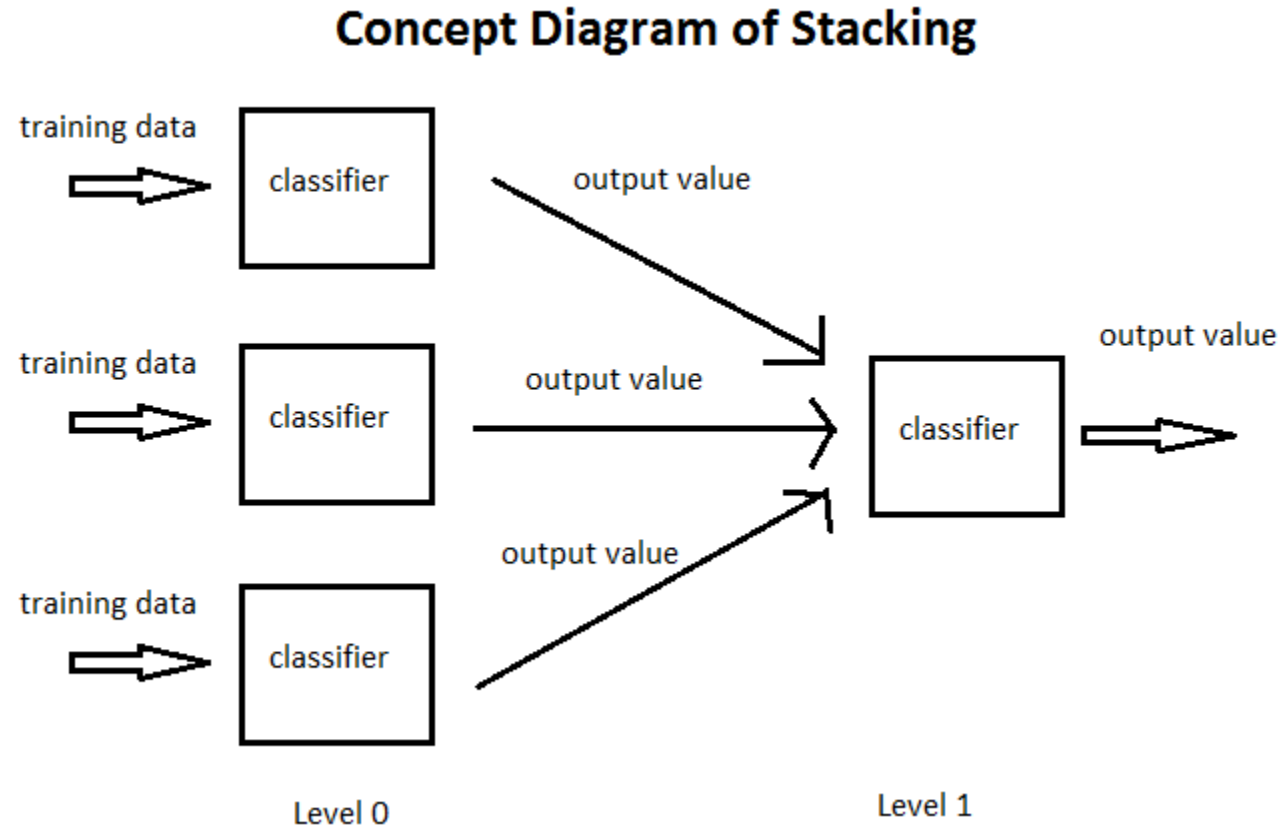 Concept Diagram of Stacking
training data
classifier
output value
training data
classifier
output value
classifier
output value
training data
classifier
output value
Level 0
Level 1